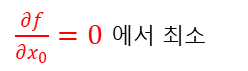 ∂f/∂x₀ = 0 에서 최소